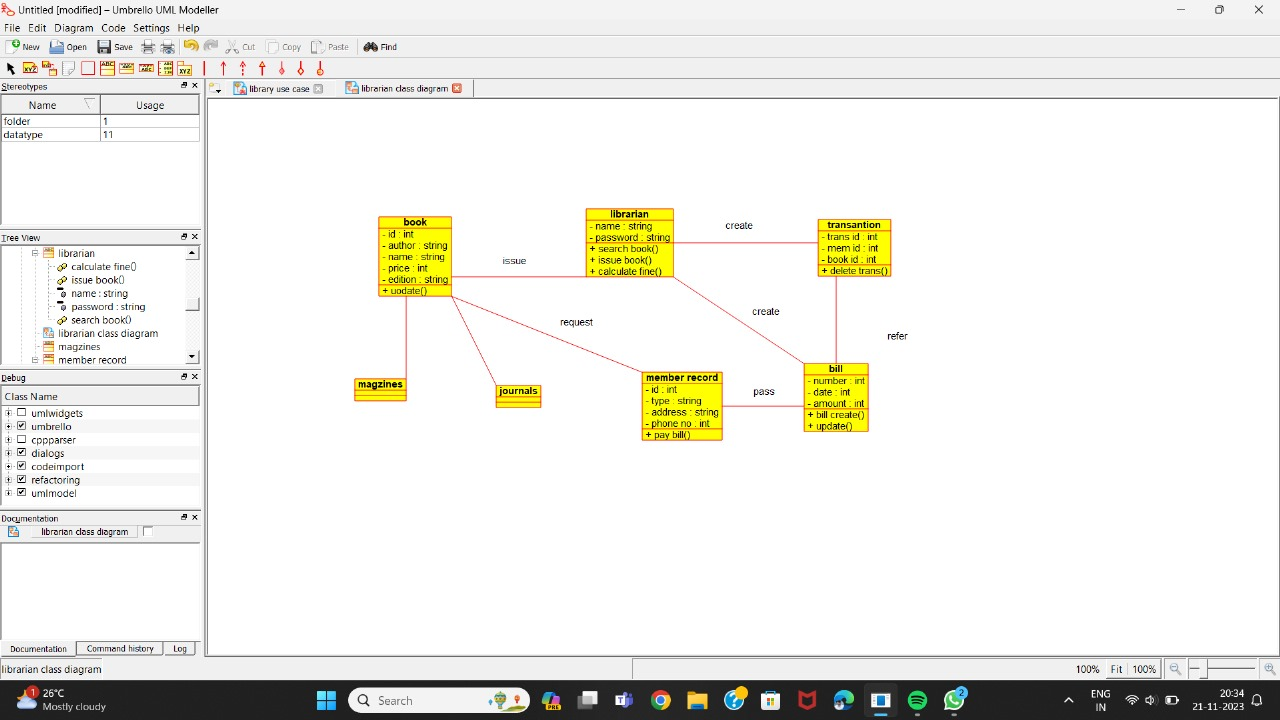 Untitled [modified] – Umbrello UML Modeller
File Edit Diagram Code Settings Help
New Open Save Cut Copy Paste Find
Stereotypes
Name Usage
folder 1
datatype 11
Tree View
librarian
calculate fine()
issue book()
name : string
password : string
search book()
librarian class diagram
magzines
member record
Debug
Class Name
umlwidgets
umbrello
cppparser
dialogs
codeimport
refactoring
umlmodel
Documentation
librarian class diagram
Documentation Command history Log
librarian class diagram
library use case librarian class diagram
book
- id : int
- author : string
- name : string
- price : int
- edition : string
+ uodate()
issue
librarian
- name : string
- password : string
+ search book()
+ issue book()
+ calculate fine()
create
transantion
- trans id : int
- mem id : int
- book id : int
+ delete trans()
request
create
refer
magzines
journals
member record
- id : int
- type : string
- address : string
- phone no : int
+ pay bill()
pass
bill
- number : int
- date : int
- amount : int
+ bill create()
+ update()
100% Fit 100%
1
26°C
Mostly cloudy
Search
PRE
2
ENG
IN
20:34
21-11-2023